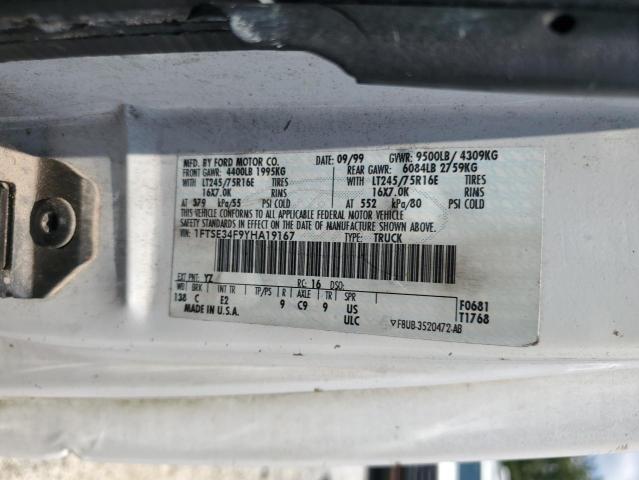 MFD. BY FORD MOTOR CO.
DATE: 09/99 GVWR: 9500LB/ 4309KG
FRONT GAWR: 4400LB 1995KG
REAR GAWR: 6084LB 2759KG
WITH LT245/75R16E TIRES
WITH LT245/75R16E TIRES
16X7.0K RIMS
16X7.0K RIMS
AT 379 kPa/55 PSI COLD
AT 552 kPa/80 PSI COLD
THIS VEHICLE CONFORMS TO ALL APPLICABLE FEDERAL MOTOR VEHICLE
SAFETY STANDARDS IN EFFECT ON THE DATE OF MANUFACTURE SHOWN ABOVE.
VIN: 1FTSE34F9YHA19167
TYPE: TRUCK
EXT PNT: YZ RC: 16 DSO:
WB BRK INT TR TP/PS R AXLE TR SPR
138 C E2 9 C9 9 US
MADE IN U.S.A. ULC
F0681
T1768
▽F8UB-3520472-AB